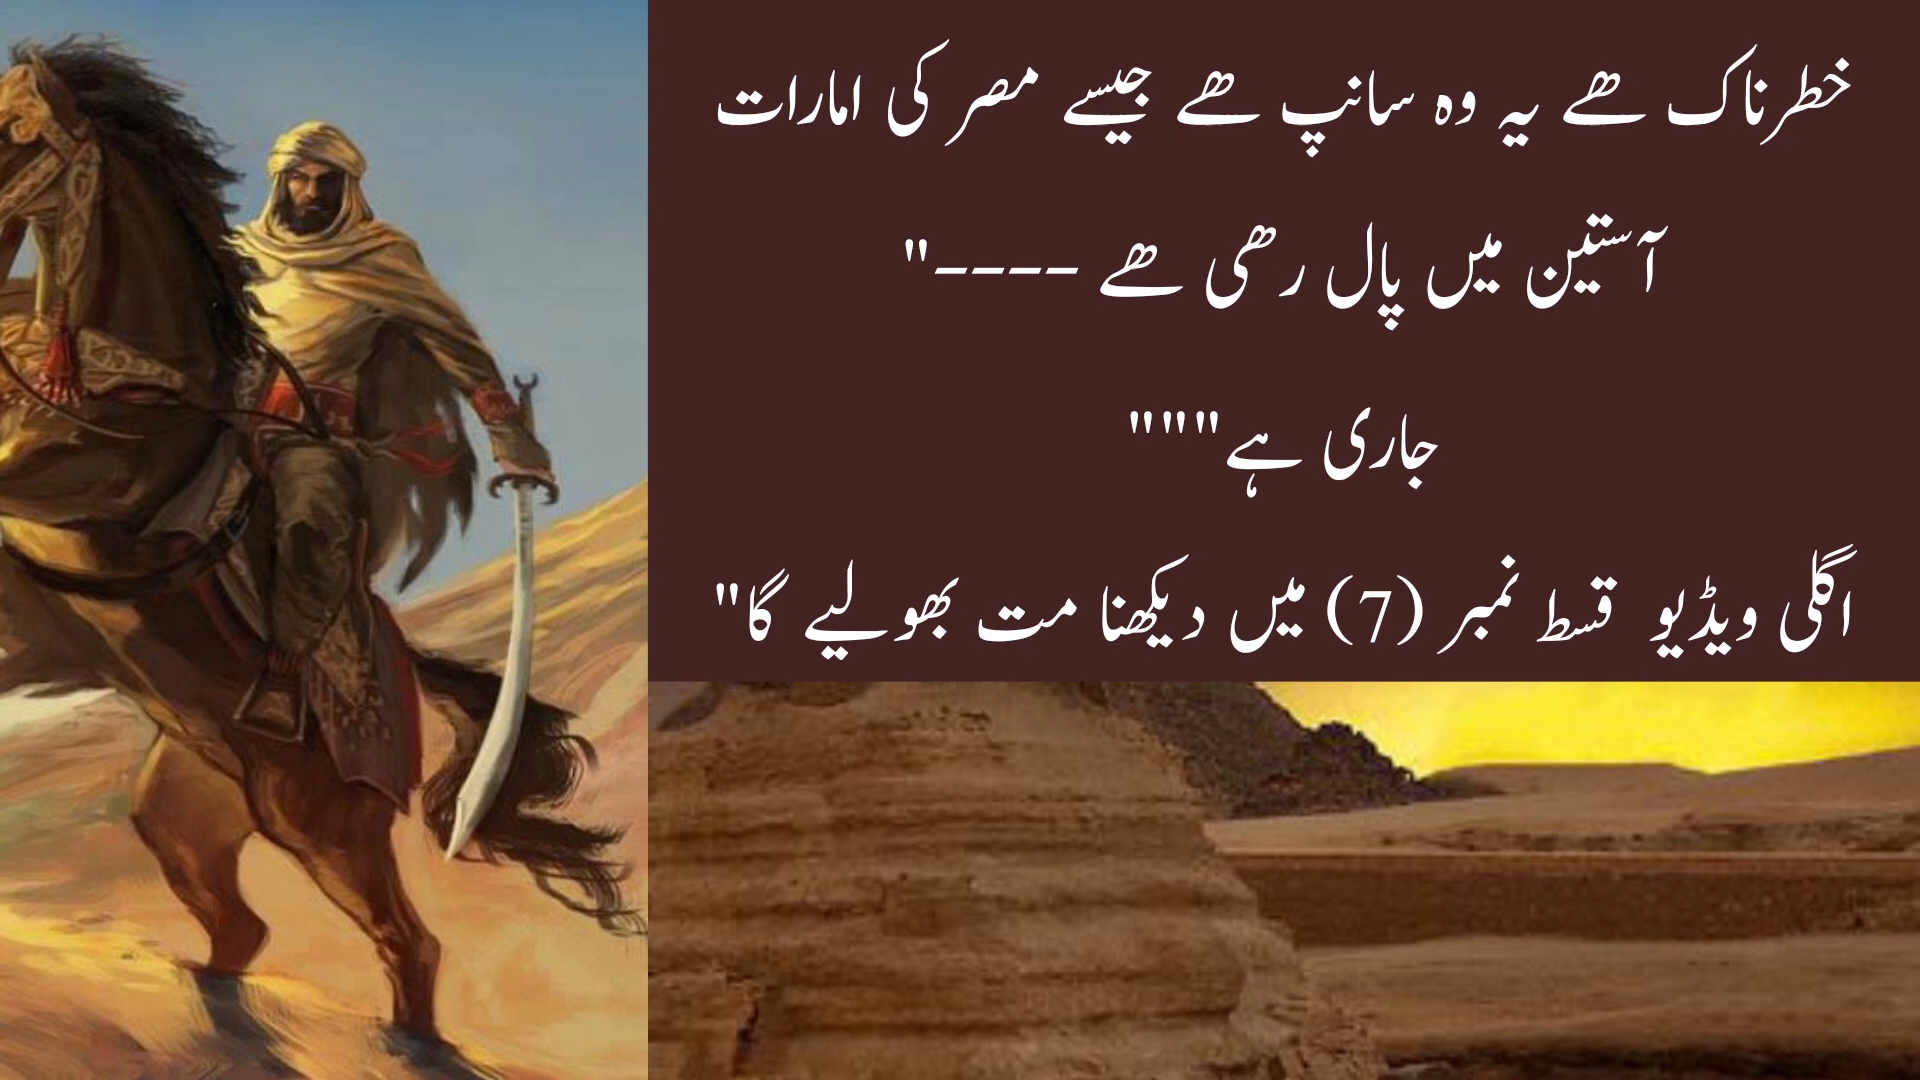 خطرناک ھے یہ وہ سانپ ھے جیسے مصر کی امارات
آستین میں پال رھی ھے ----"
جاری ہے"""
اگلی ویڈیو قسط نمبر (7) میں دیکھنا مت بھولیے گا"